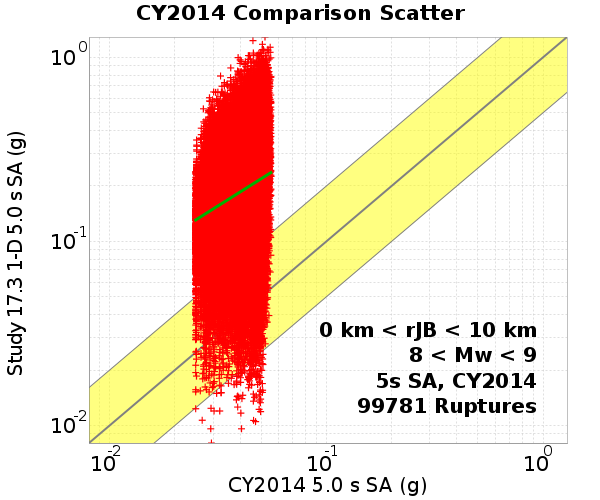 CY2014 Comparison Scatter
Study 17.3 1-D 5.0 s SA (g)
10^0
10^-1
10^-2
0 km < rJB < 10 km
8 < Mw < 9
5s SA, CY2014
99781 Ruptures
10^-2
10^-1
10^0
CY2014 5.0 s SA (g)